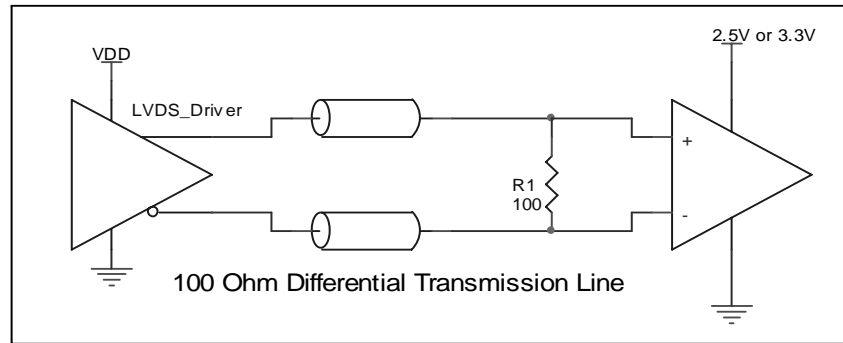 VDD
2.5V or 3.3V
LVDS_Driver
+
R1
100
-
100 Ohm Differential Transmission Line